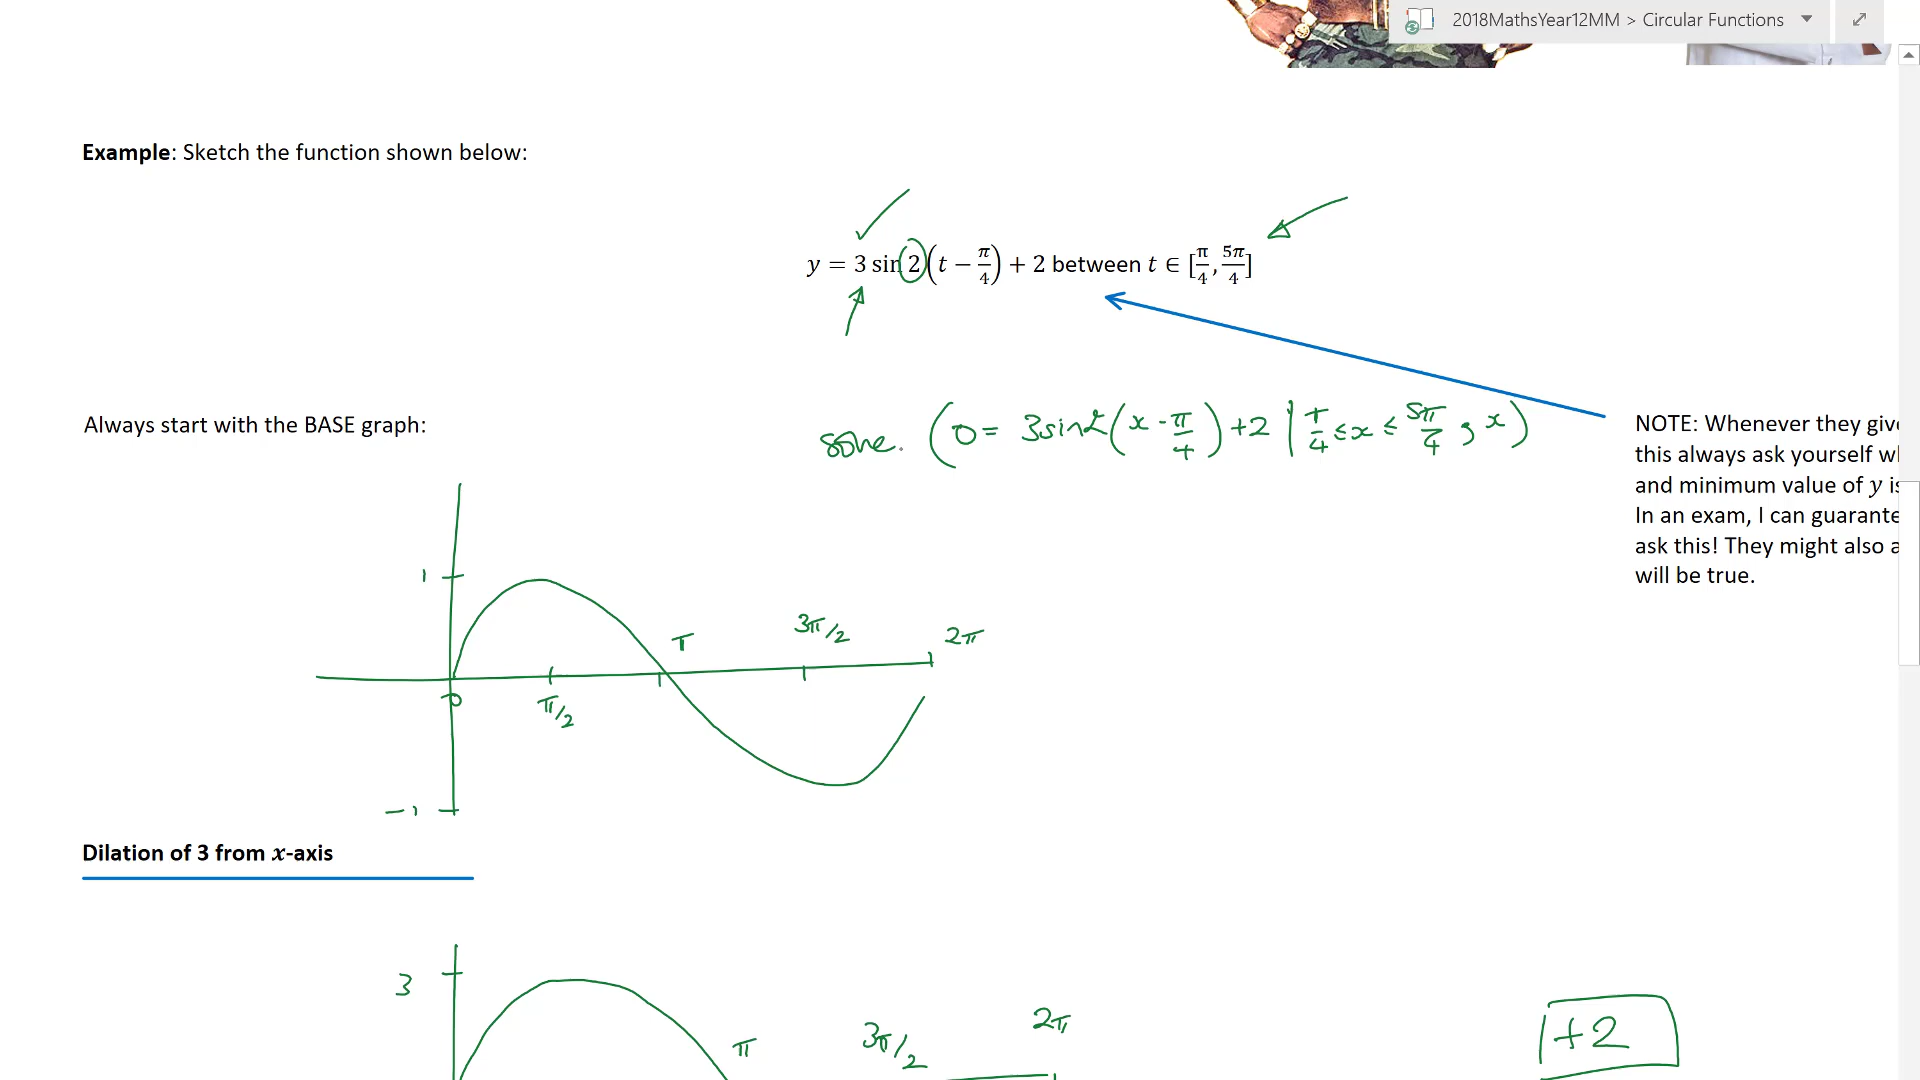 2018MathsYear12MM > Circular Functions
Example: Sketch the function shown below:
y = 3 sin 2(t − π/4) + 2 between t ∈ [π/4, 5π/4]
Always start with the BASE graph:
solve. (0 = 3sin2(x - π/4) + 2 | π/4 ≤ x ≤ 5π/4, x)
NOTE: Whenever they give
this always ask yourself
and minimum value of y is
In an exam, I can
ask this! They might also a
will be true.
1
π
3π/2
2π
0
π/2
-1
Dilation of 3 from x-axis
3
π
3π/2
2π
+2